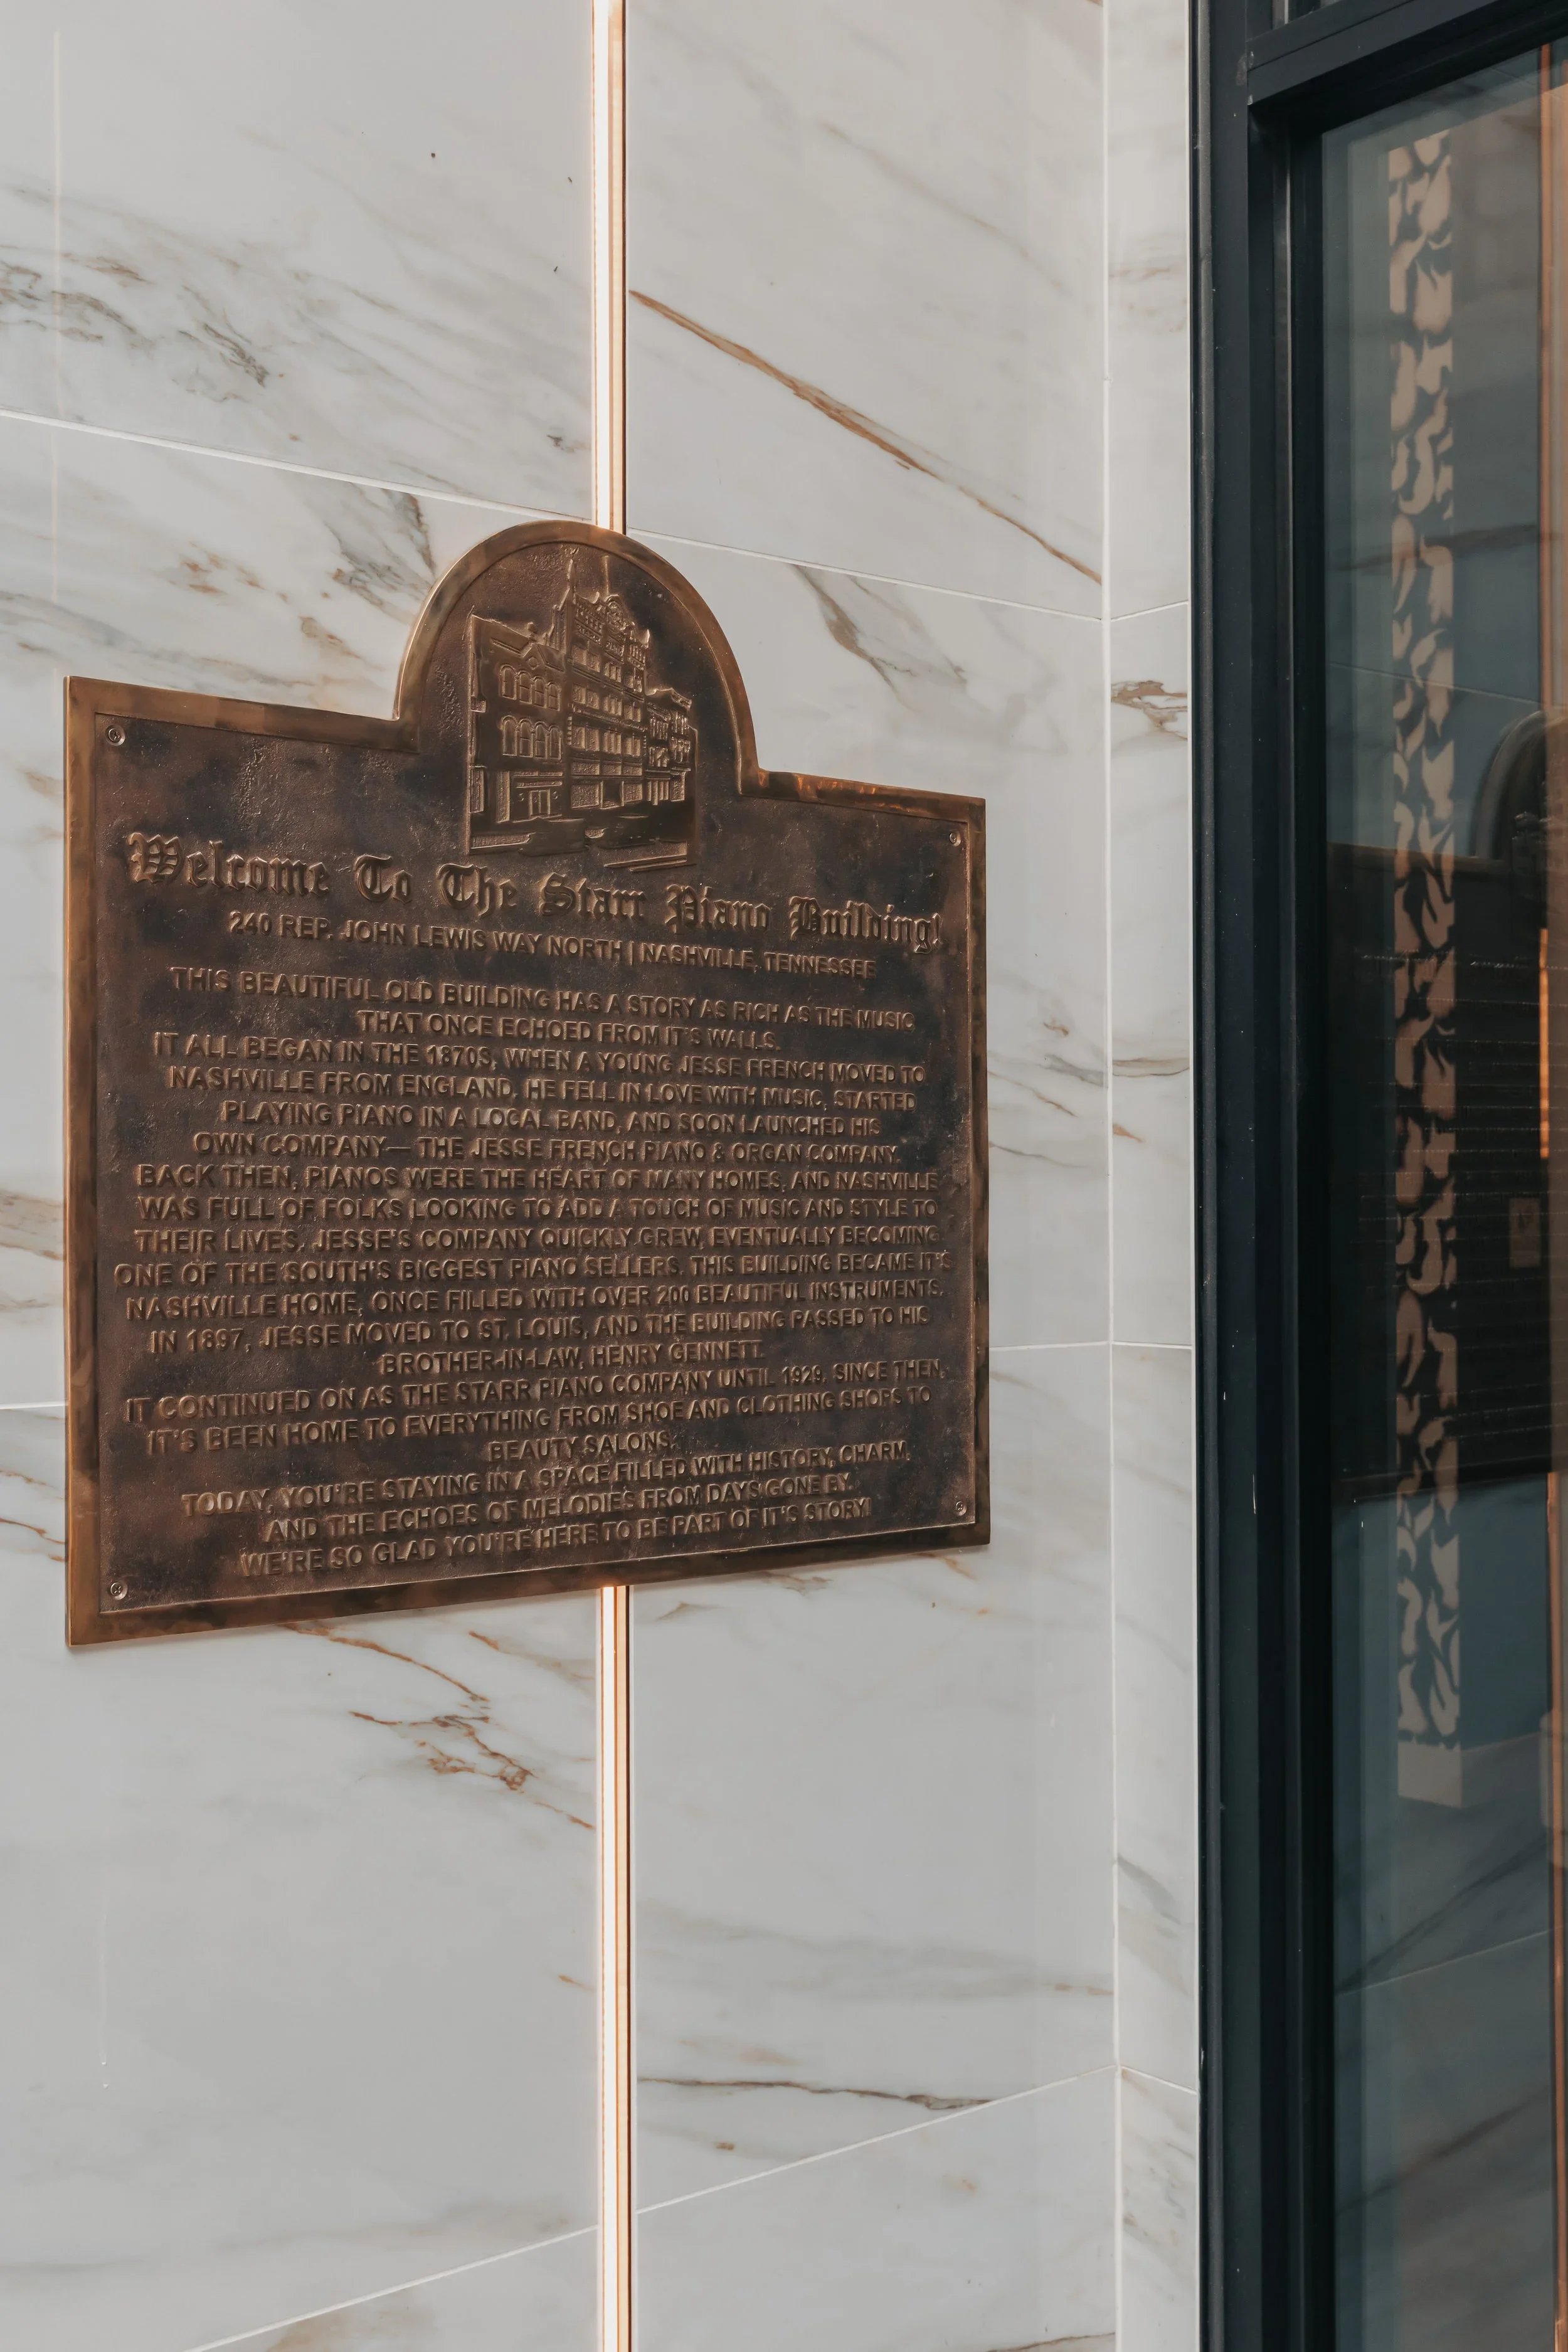 Welcome To The Starr Piano Building!
240 REP. JOHN LEWIS WAY NORTH | NASHVILLE, TENNESSEE
THIS BEAUTIFUL OLD BUILDING HAS A STORY AS RICH AS THE MUSIC
THAT ONCE ECHOED FROM IT'S WALLS.
IT ALL BEGAN IN THE 1870S, WHEN A YOUNG JESSE FRENCH MOVED TO
NASHVILLE FROM ENGLAND. HE FELL IN LOVE WITH MUSIC, STARTED
PLAYING PIANO IN A LOCAL BAND, AND SOON LAUNCHED HIS
OWN COMPANY— THE JESSE FRENCH PIANO & ORGAN COMPANY.
BACK THEN, PIANOS WERE THE HEART OF MANY HOMES, AND NASHVILLE
WAS FULL OF FOLKS LOOKING TO ADD A TOUCH OF MUSIC AND STYLE TO
THEIR LIVES. JESSE'S COMPANY QUICKLY GREW, EVENTUALLY BECOMING
ONE OF THE SOUTH'S BIGGEST PIANO SELLERS. THIS BUILDING BECAME IT'S
NASHVILLE HOME, ONCE FILLED WITH OVER 200 BEAUTIFUL INSTRUMENTS.
IN 1897, JESSE MOVED TO ST. LOUIS, AND THE BUILDING PASSED TO HIS
BROTHER-IN-LAW, HENRY GENNETT.
IT CONTINUED ON AS THE STARR PIANO COMPANY UNTIL 1929. SINCE THEN,
IT'S BEEN HOME TO EVERYTHING FROM SHOE AND CLOTHING SHOPS TO
BEAUTY SALONS.
TODAY, YOU'RE STAYING IN A SPACE FILLED WITH HISTORY, CHARM,
AND THE ECHOES OF MELODIES FROM DAYS GONE BY.
WE'RE SO GLAD YOU'RE HERE TO BE PART OF IT'S STORY!